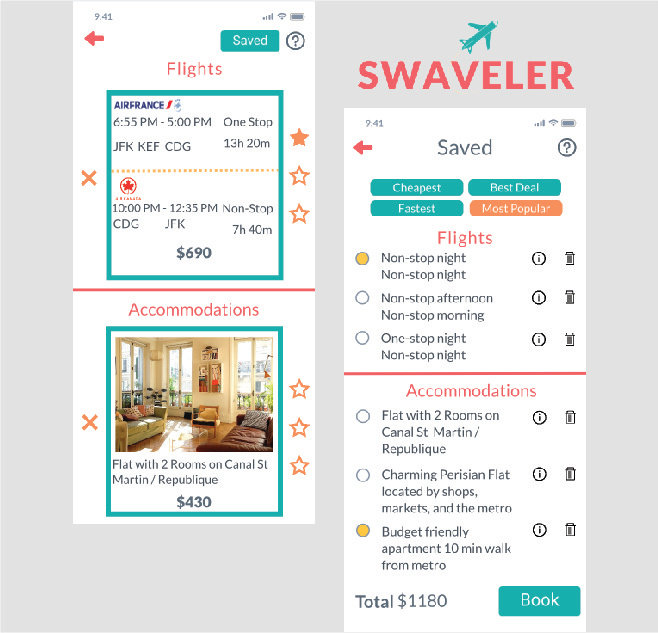 9:41
Saved
Flights
AIRFRANCE
6:55 PM - 5:00 PM One Stop
JFK KEF CDG 13h 20m
AIR CANADA
10:00 PM - 12:35 PM Non-Stop
CDG JFK
7h 40m
$690
Accommodations
Flat with 2 Rooms on Canal St
Martin / Republique
$430
SWAVELER
9:41
Saved
?
Cheapest
Best Deal
Fastest
Most Popular
Flights
Non-stop night
Non-stop night
Non-stop afternoon
Non-stop morning
One-stop night
Non-stop night
Accommodations
Flat with 2 Rooms on
Canal St Martin /
Republique
Charming Perisian Flat
located by shops,
markets, and the metro
Budget friendly
apartment 10 min walk
from metro
Total $1180
Book